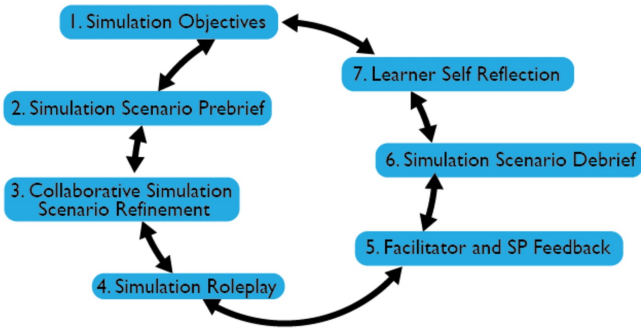 1. Simulation Objectives
2. Simulation Scenario Prebrief
3. Collaborative Simulation
Scenario Refinement
4. Simulation Roleplay
5. Facilitator and SP Feedback
6. Simulation Scenario Debrief
7. Learner Self Reflection